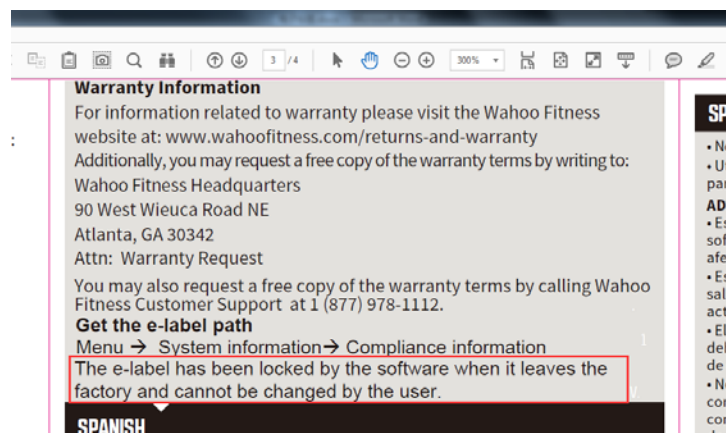 3 / 4
300%
Warranty Information
For information related to warranty please visit the Wahoo Fitness
website at: www.wahoofitness.com/returns-and-warranty
Additionally, you may request a free copy of the warranty terms by writing to:
Wahoo Fitness Headquarters
90 West Wieuca Road NE
Atlanta, GA 30342
Attn: Warranty Request
You may also request a free copy of the warranty terms by calling Wahoo
Fitness Customer Support at 1 (877) 978-1112.
Get the e-label path
Menu → System information→ Compliance information
The e-label has been locked by the software when it leaves the
factory and cannot be changed by the user.
SPANISH